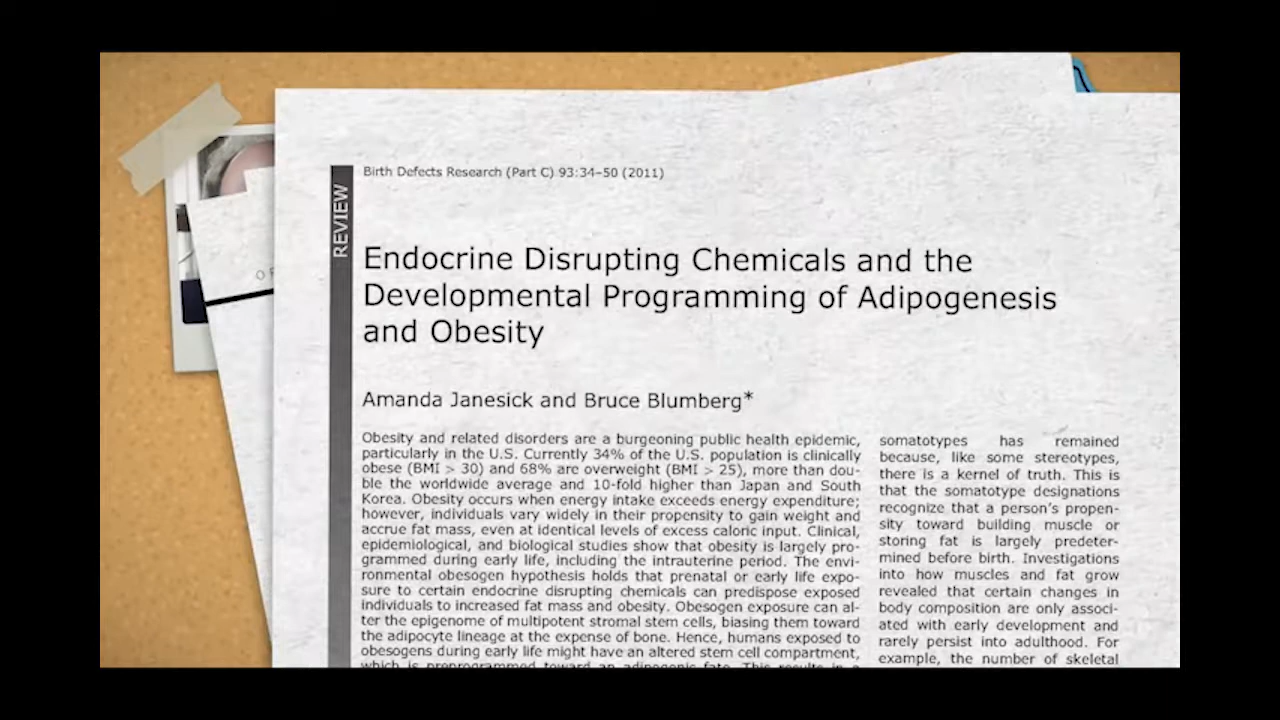 Birth Defects Research (Part C) 93:34–50 (2011)
REVIEW
Endocrine Disrupting Chemicals and the
Developmental Programming of Adipogenesis
and Obesity
Amanda Janesick and Bruce Blumberg*
Obesity and related disorders are a burgeoning public health epidemic,
particularly in the U.S. Currently 34% of the U.S. population is clinically
obese (BMI > 30) and 68% are overweight (BMI > 25), more than dou-
ble the worldwide average and 10-fold higher than Japan and South
Korea. Obesity occurs when energy intake exceeds energy expenditure;
however, individuals vary widely in their propensity to gain weight and
accrue fat mass, even at identical levels of excess caloric input. Clinical,
epidemiological, and biological studies show that obesity is largely pro-
grammed during early life, including the intrauterine period. The envi-
ronmental obesogen hypothesis holds that prenatal or early life expo-
sure to certain endocrine disrupting chemicals can predispose exposed
individuals to increased fat mass and obesity. Obesogen exposure can al-
ter the epigenome of multipotent stromal stem cells, biasing them toward
the adipocyte lineage at the expense of bone. Hence, humans exposed to
obesogens during early life might have an altered stem cell compartment,
which is preprogrammed toward an adipogenic fate. This results in a
somatotypes has remained
because, like some stereotypes,
there is a kernel of truth. This is
that the somatotype designations
recognize that a person's propen-
sity toward building muscle or
storing fat is largely predeter-
mined before birth. Investigations
into how muscles and fat grow
revealed that certain changes in
body composition are only associ-
ated with early development and
rarely persist into adulthood. For
example, the number of skeletal